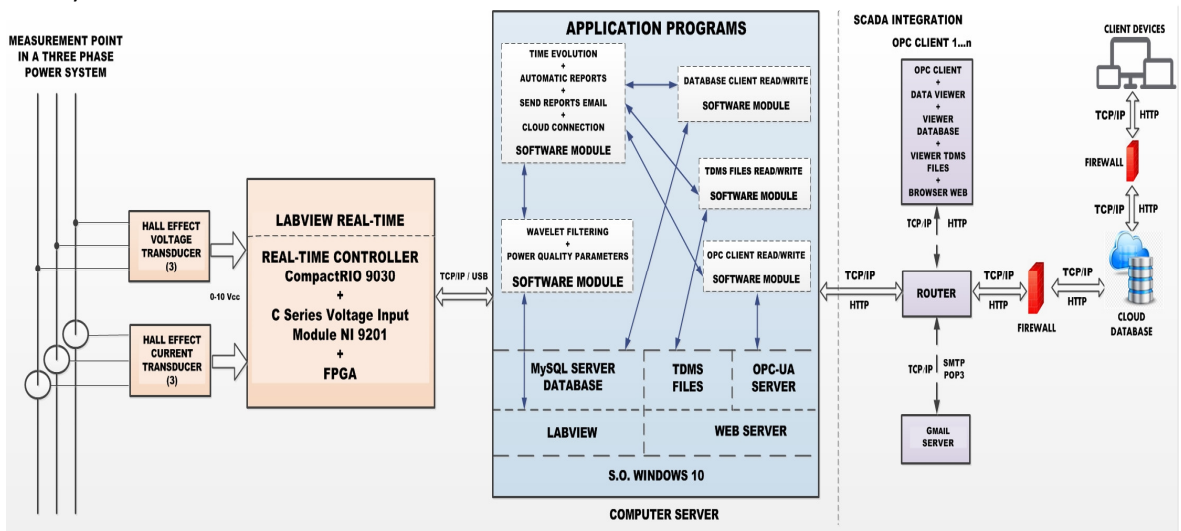 MEASUREMENT POINT
IN A THREE PHASE
POWER SYSTEM
HALL EFFECT
VOLTAGE
TRANSDUCER
(3)
0-10 Vcc
HALL EFFECT
CURRENT
TRANSDUCER
(3)
LABVIEW REAL-TIME
REAL-TIME CONTROLLER
CompactRIO 9030
+
C Series Voltage Input
Module NI 9201
+
FPGA
TCP/IP / USB
APPLICATION PROGRAMS
TIME EVOLUTION
+
AUTOMATIC REPORTS
+
SEND REPORTS EMAIL
+
CLOUD CONNECTION
SOFTWARE MODULE
DATABASE CLIENT READ/WRITE
SOFTWARE MODULE
TDMS FILES READ/WRITE
SOFTWARE MODULE
WAVELET FILTERING
+
POWER QUALITY PARAMETERS
SOFTWARE MODULE
OPC CLIENT READ/WRITE
SOFTWARE MODULE
MySQL SERVER
DATABASE
TDMS
FILES
OPC-UA
SERVER
LABVIEW
WEB SERVER
S.O. WINDOWS 10
COMPUTER SERVER
SCADA INTEGRATION
OPC CLIENT 1...n
OPC CLIENT
+
DATA VIEWER
+
VIEWER
DATABASE
+
VIEWER TDMS
FILES
+
BROWSER WEB
TCP/IP
HTTP
TCP/IP
HTTP
ROUTER
TCP/IP
HTTP
FIREWALL
TCP/IP
HTTP
CLOUD
DATABASE
TCP/IP
SMTP
POP3
GMAIL
SERVER
CLIENT DEVICES
TCP/IP
HTTP
FIREWALL
TCP/IP
HTTP